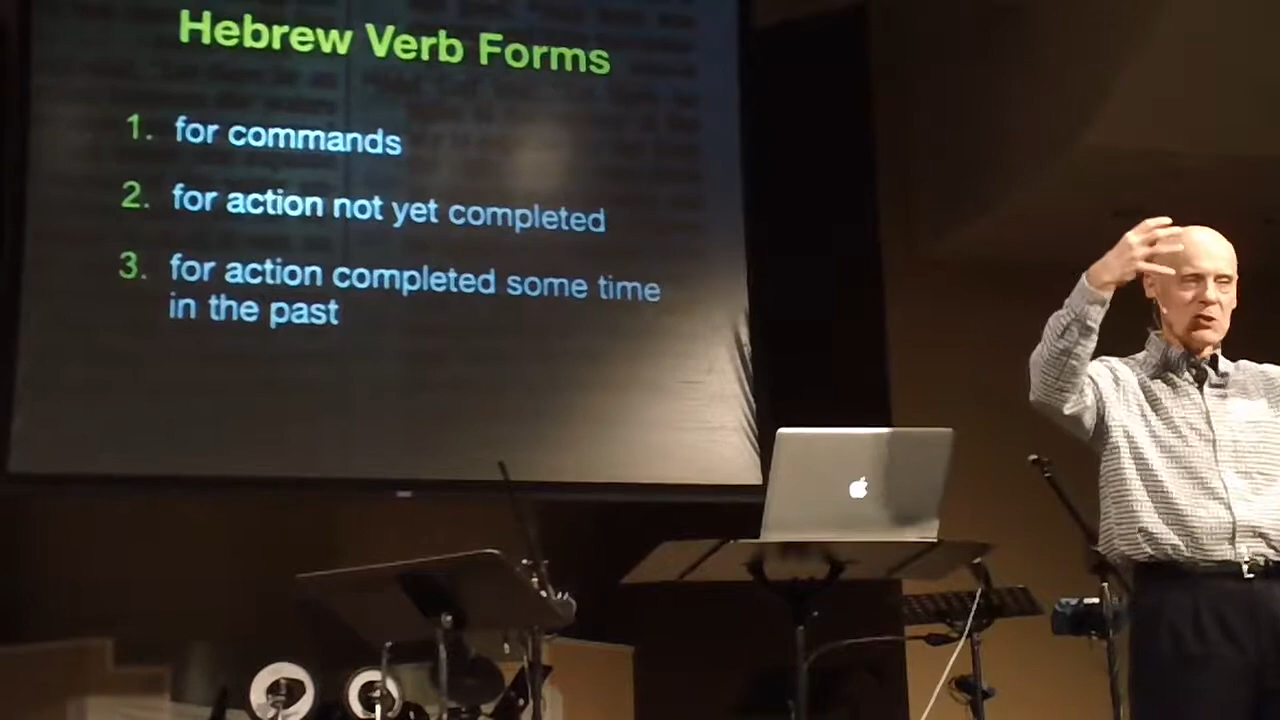 Hebrew Verb Forms
1. for commands
2. for action not yet completed
3. for action completed some time
in the past